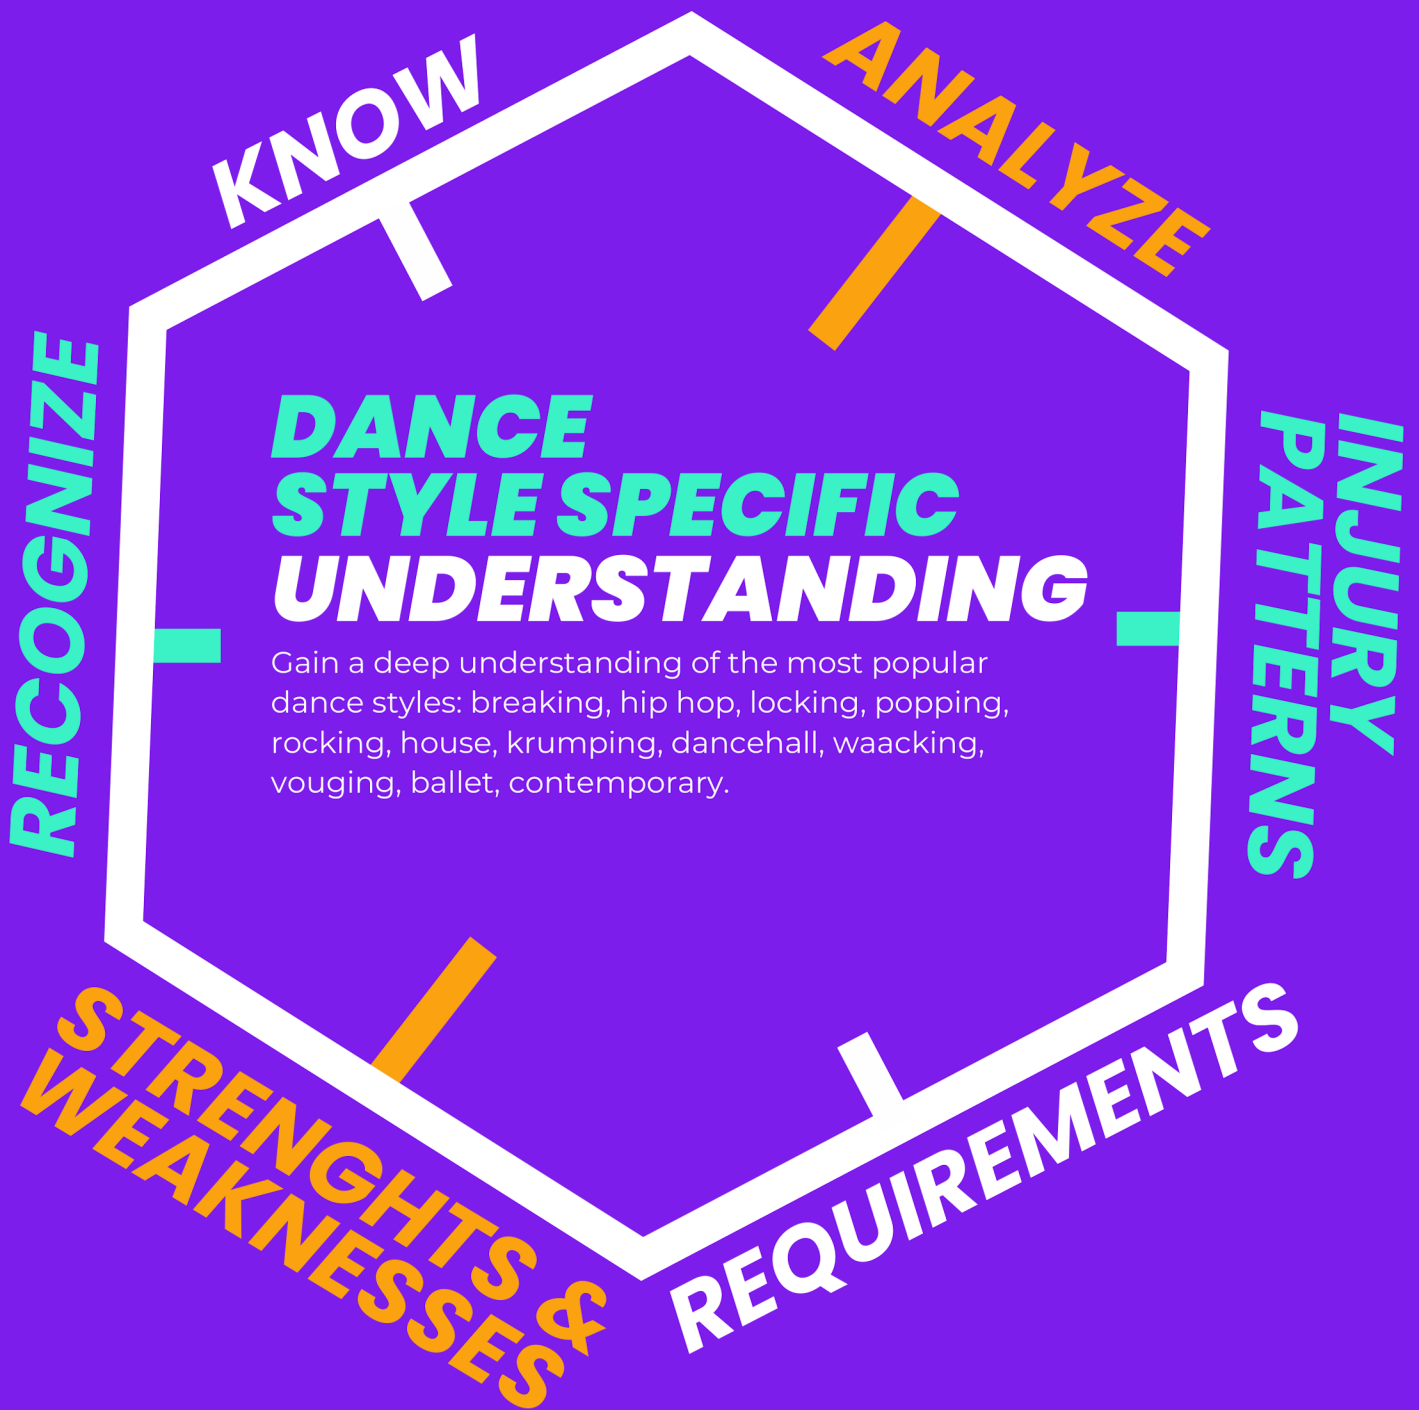 KNOW
ANALYZE
RECOGNIZE
DANCE
STYLE SPECIFIC
UNDERSTANDING
Gain a deep understanding of the most popular
dance styles: breaking, hip hop, locking, popping,
rocking, house, krumping, dancehall, waacking,
vouging, ballet, contemporary.
INJURY
PATTERNS
STRENGHTS &
WEAKNESSES
REQUIREMENTS